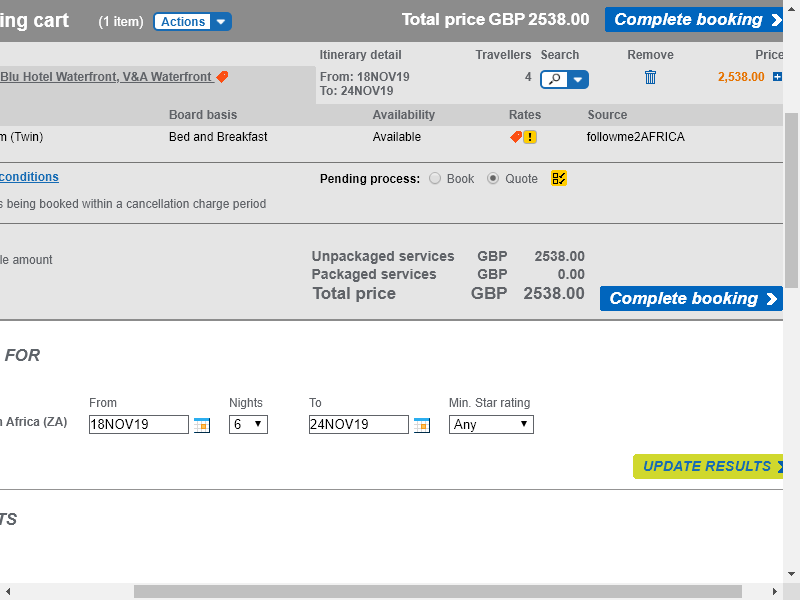 ing cart (1 item) Actions Total price GBP 2538.00 Complete booking
Itinerary detail Travellers Search Remove Price
Blu Hotel Waterfront, V&A Waterfront From: 18NOV19 4 2,538.00
To: 24NOV19
Board basis Availability Rates Source
m (Twin) Bed and Breakfast Available followme2AFRICA
conditions Pending process: Book Quote
s being booked within a cancellation charge period
le amount Unpackaged services GBP 2538.00
Packaged services GBP 0.00
Total price GBP 2538.00 Complete booking
FOR
From Nights To Min. Star rating
n Africa (ZA) 18NOV19 6 24NOV19 Any
UPDATE RESULTS
TS